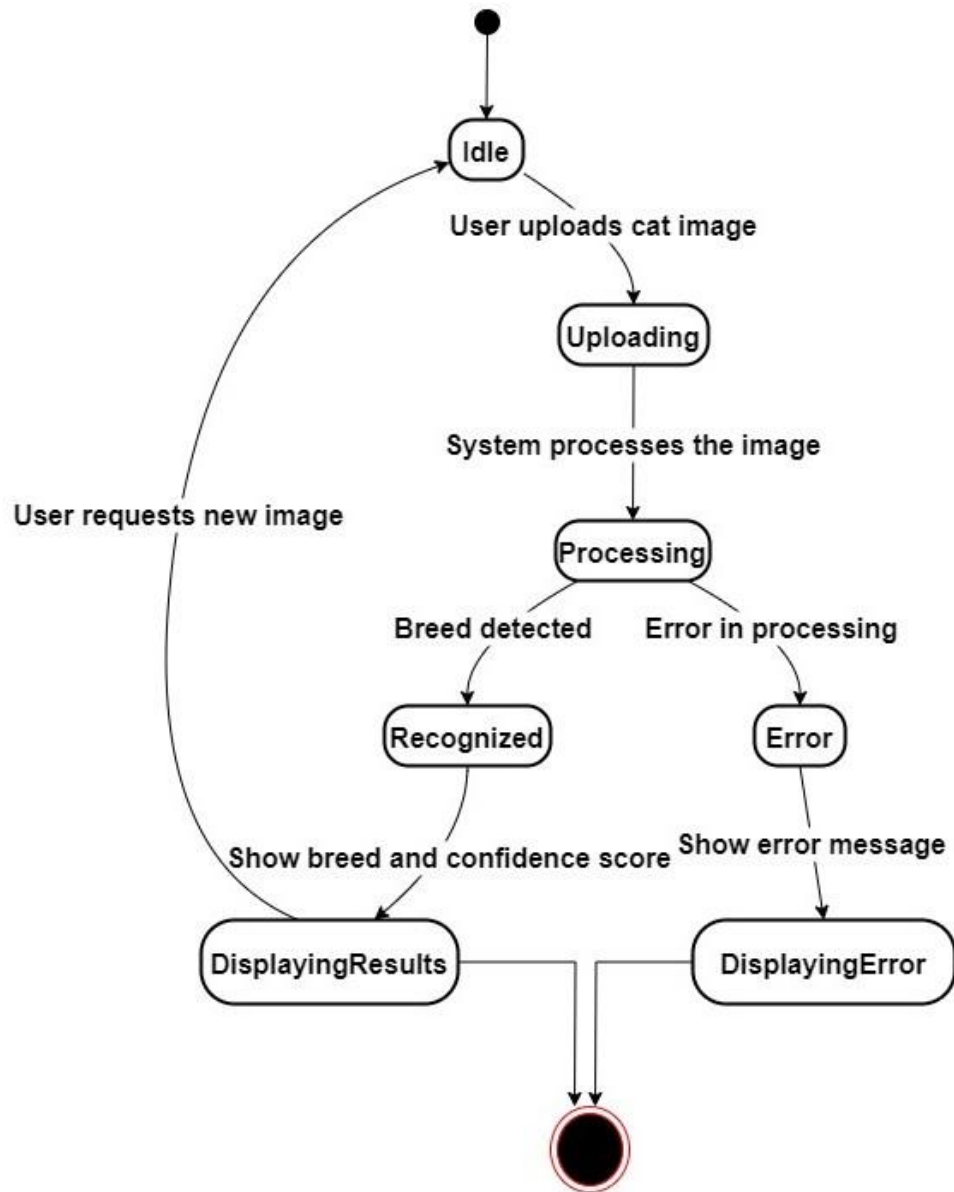 Idle
User uploads cat image
Uploading
System processes the image
User requests new image
Processing
Breed detected
Error in processing
Recognized
Error
Show breed and confidence score
Show error message
DisplayingResults
DisplayingError